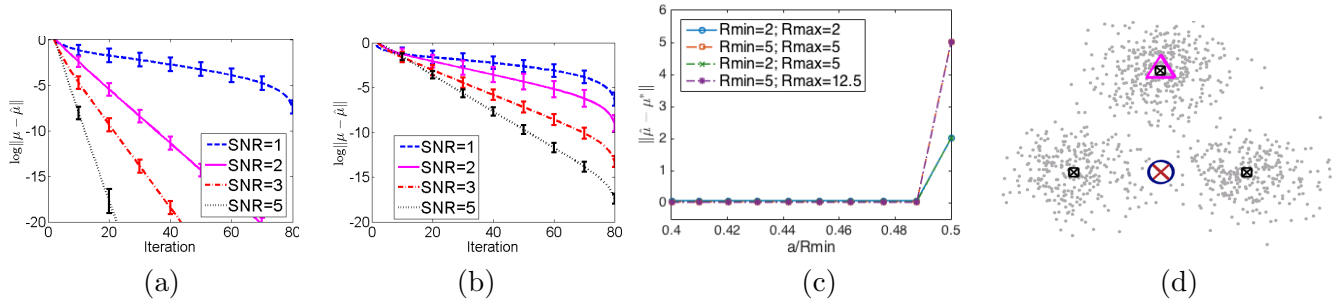 0
-5
-10
-15
-20
log‖μ − μ̂‖
SNR=1
SNR=2
SNR=3
SNR=5
0 20 40 60 80
Iteration
(a)
0
-5
-10
-15
-20
log‖μ − μ̂‖
SNR=1
SNR=2
SNR=3
SNR=5
0 20 40 60 80
Iteration
(b)
6
5
4
3
2
1
0
‖μ̂ − μ*‖
Rmin=2; Rmax=2
Rmin=5; Rmax=5
Rmin=2; Rmax=5
Rmin=5; Rmax=12.5
0.4 0.42 0.44 0.46 0.48 0.5
a/Rmin
(c)
(d)